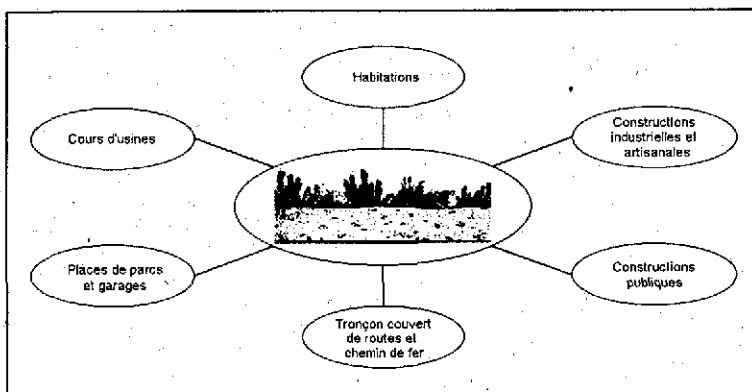 Habitations
Cours d'usines
Constructions
industrielles et
artisanales
Places de parcs
et garages
Constructions
publiques
Tronçon couvert
de routes et
chemin de fer